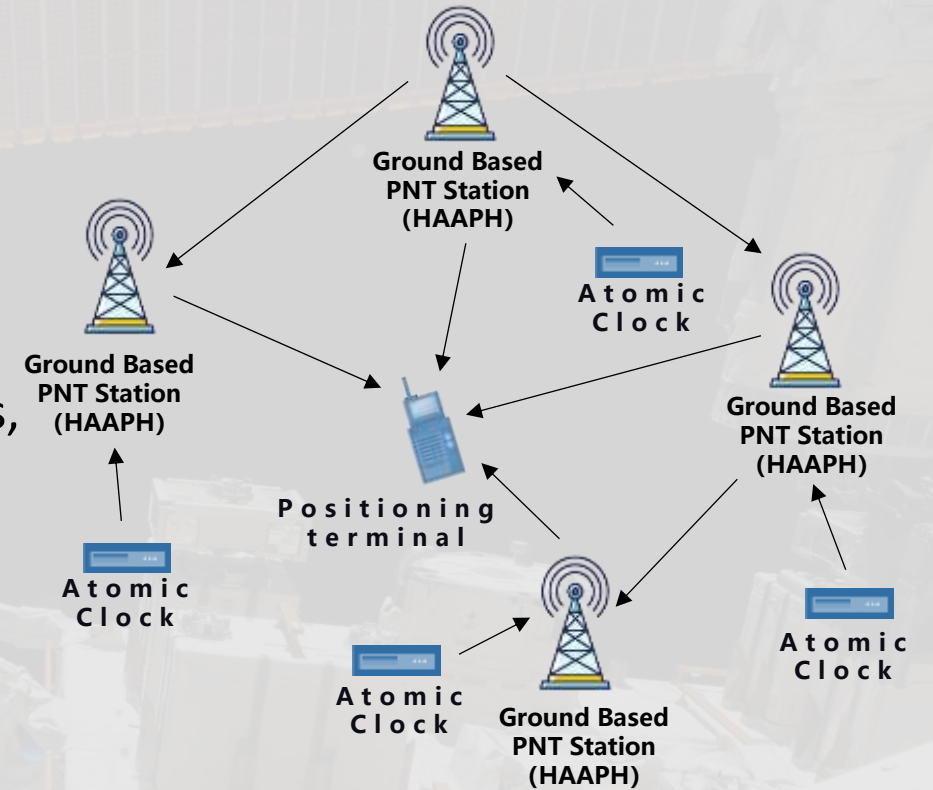 Ground Based
PNT Station
(HAAPH)
Atomic
Clock
Ground Based
PNT Station
(HAAPH)
s,
Ground Based
PNT Station
(HAAPH)
Positioning
terminal
Atomic
Clock
Atomic
Clock
Atomic
Clock
Ground Based
PNT Station
(HAAPH)